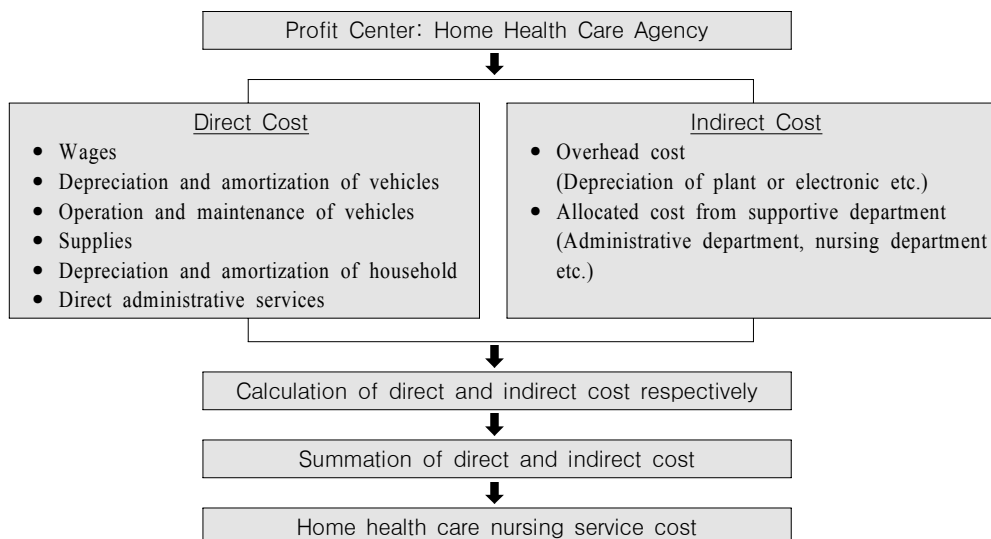 Profit Center: Home Health Care Agency
Direct Cost
• Wages
• Depreciation and amortization of vehicles
• Operation and maintenance of vehicles
• Supplies
• Depreciation and amortization of household
• Direct administrative services
Indirect Cost
• Overhead cost
(Depreciation of plant or electronic etc.)
• Allocated cost from supportive department
(Administrative department, nursing department
etc.)
Calculation of direct and indirect cost respectively
Summation of direct and indirect cost
Home health care nursing service cost